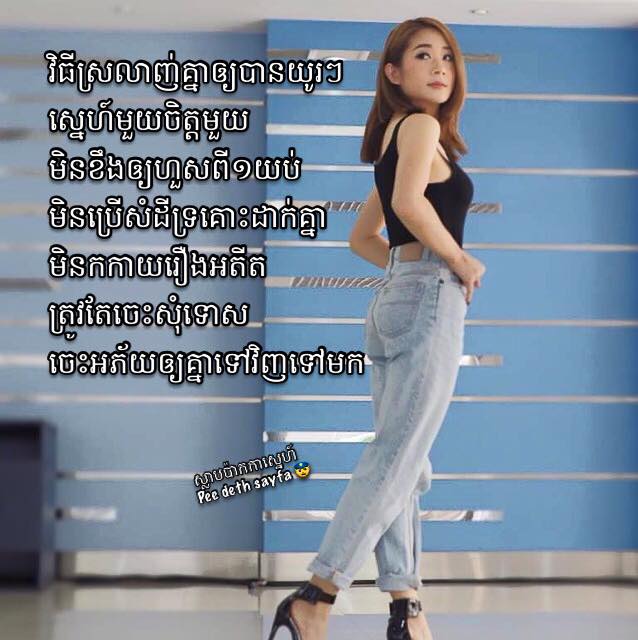 វិធីស្រលាញ់គ្នាឲ្យបានយូរៗ
ស្នេហ៍មួយចិត្តមួយ
មិនខឹងឲ្យហួសពី១យប់
មិនប្រើសំដីទ្រគោះដាក់គ្នា
មិនកកាយរឿងអតីត
ត្រូវតែចេះសុំទោស
ចេះអភ័យឲ្យគ្នាទៅវិញទៅមក
ស្លាបប៉ាកកាស្នេហ៍
Pee deth sayfa